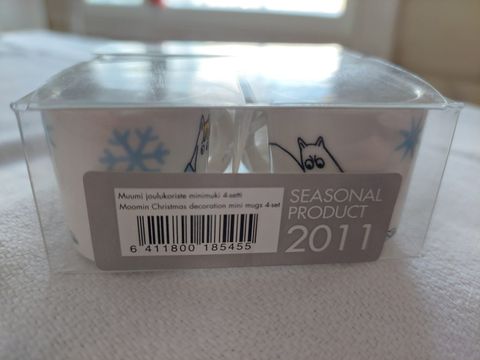 Muumi joulukoriste minimuki 4-setti
Moomin Christmas decoration mini mugs 4-set
6 411800 185455
SEASONAL
PRODUCT
2011